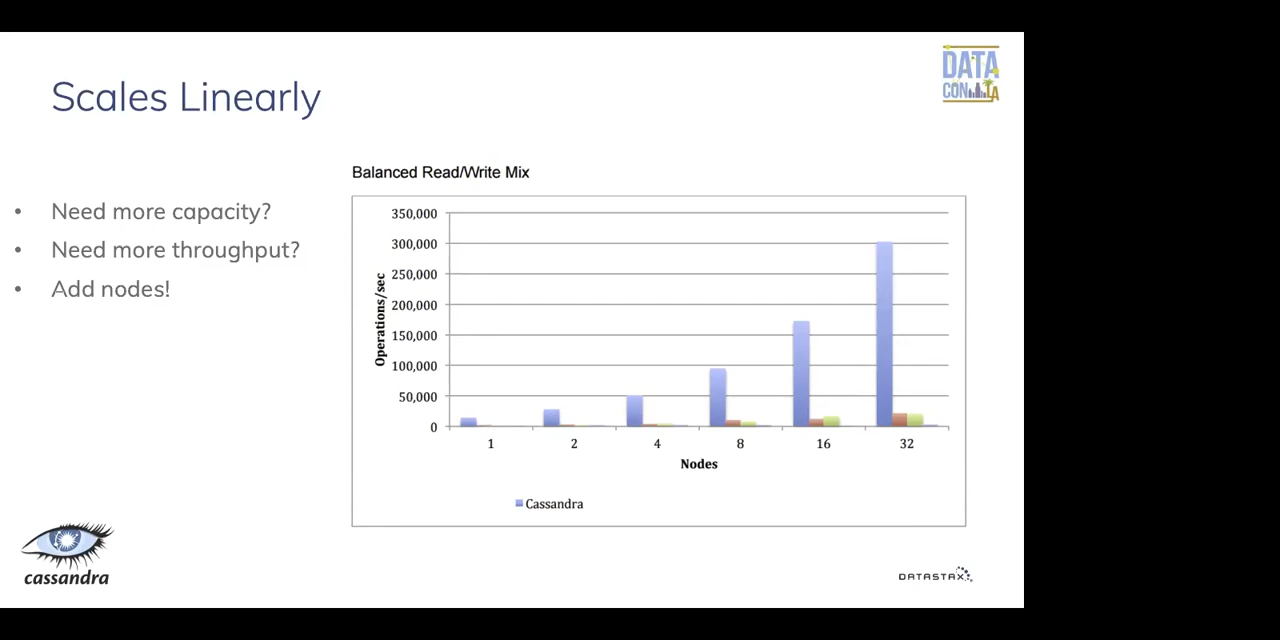 Scales Linearly
DATA
CON LA
• Need more capacity?
• Need more throughput?
• Add nodes!
Balanced Read/Write Mix
350,000
300,000
250,000
200,000
150,000
100,000
50,000
0
Operations/sec
1 2 4 8 16 32
Nodes
Cassandra
cassandra
DATASTAX